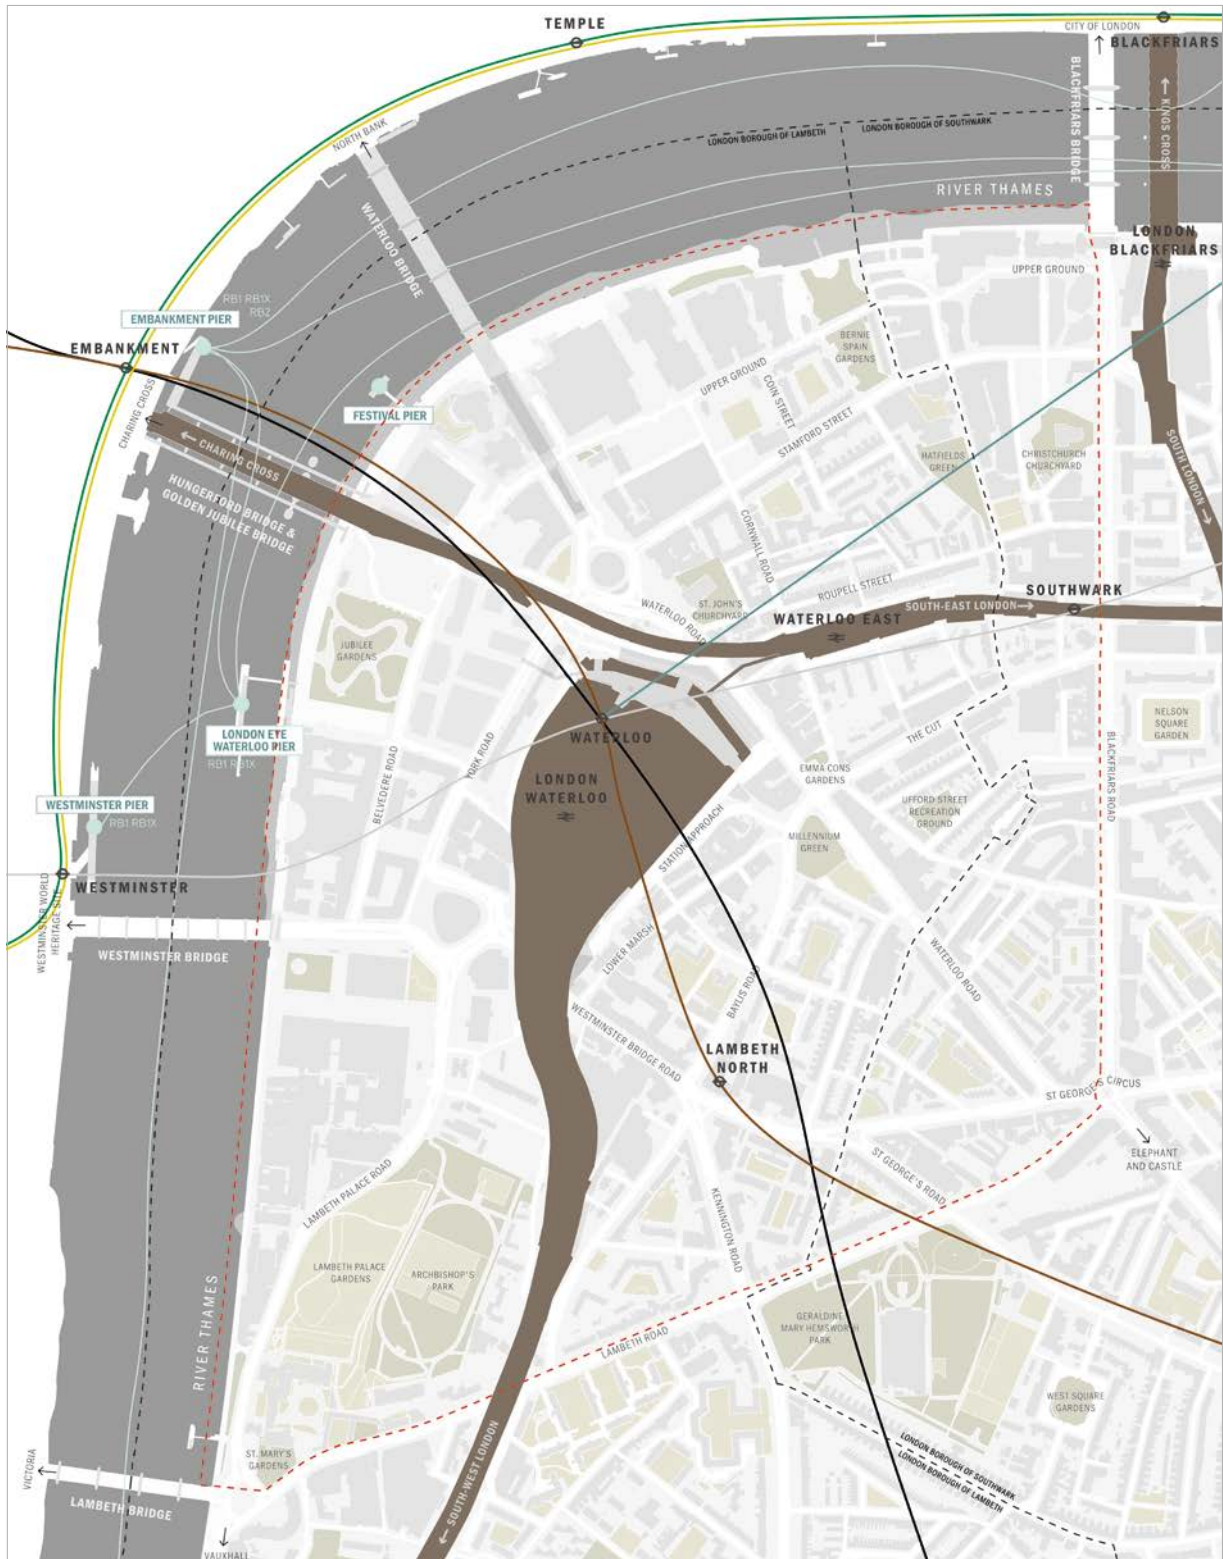 TEMPLE
CITY OF LONDON
BLACKFRIARS
BLACKFRIARS BRIDGE
KINGS CROSS
NORTH BANK
LONDON BOROUGH OF LAMBETH
LONDON BOROUGH OF SOUTHWARK
RIVER THAMES
WATERLOO BRIDGE
LONDON
BLACKFRIARS
UPPER GROUND
RB1 RB1X
RB2
EMBANKMENT PIER
EMBANKMENT
BERNIE
SPAIN
GARDENS
UPPER GROUND
COIN STREET
CHARING CROSS
FESTIVAL PIER
STAMFORD STREET
CHARING CROSS
HATFIELDS
GREEN
CHRISTCHURCH
CHURCHYARD
SOUTH LONDON
HUNGERFORD BRIDGE &
GOLDEN JUBILEE BRIDGE
CORNWALL ROAD
ROUPELL STREET
SOUTHWARK
ST. JOHN'S
CHURCHYARD
WATERLOO ROAD
SOUTH-EAST LONDON
WATERLOO EAST
JUBILEE
GARDENS
NELSON
SQUARE
GARDEN
LONDON EYE
WATERLOO PIER
RB1 RB1X
WATERLOO
THE CUT
BLACKFRIARS ROAD
YORK ROAD
BELVEDERE ROAD
LONDON
WATERLOO
EMMA CONS
GARDENS
WESTMINSTER PIER
RB1 RB1X
UFFORD STREET
RECREATION
GROUND
STATION APPROACH
MILLENNIUM
GREEN
WESTMINSTER
WESTMINSTER WORLD
HERITAGE SITE
WESTMINSTER BRIDGE
LOWER MARSH
WATERLOO ROAD
BAYLIS ROAD
WESTMINSTER BRIDGE ROAD
LAMBETH
NORTH
ST GEORGE'S CIRCUS
ELEPHANT
AND CASTLE
ST GEORGE'S ROAD
LAMBETH PALACE ROAD
KENNINGTON ROAD
LAMBETH PALACE
GARDENS
ARCHBISHOP'S
PARK
RIVER THAMES
GERALDINE
MARY HEMSWORTH
PARK
LAMBETH ROAD
WEST SQUARE
GARDENS
ST. MARY'S
GARDENS
SOUTH-WEST LONDON
LONDON BOROUGH OF SOUTHWARK
LONDON BOROUGH OF LAMBETH
VICTORIA
LAMBETH BRIDGE
VAUXHALL